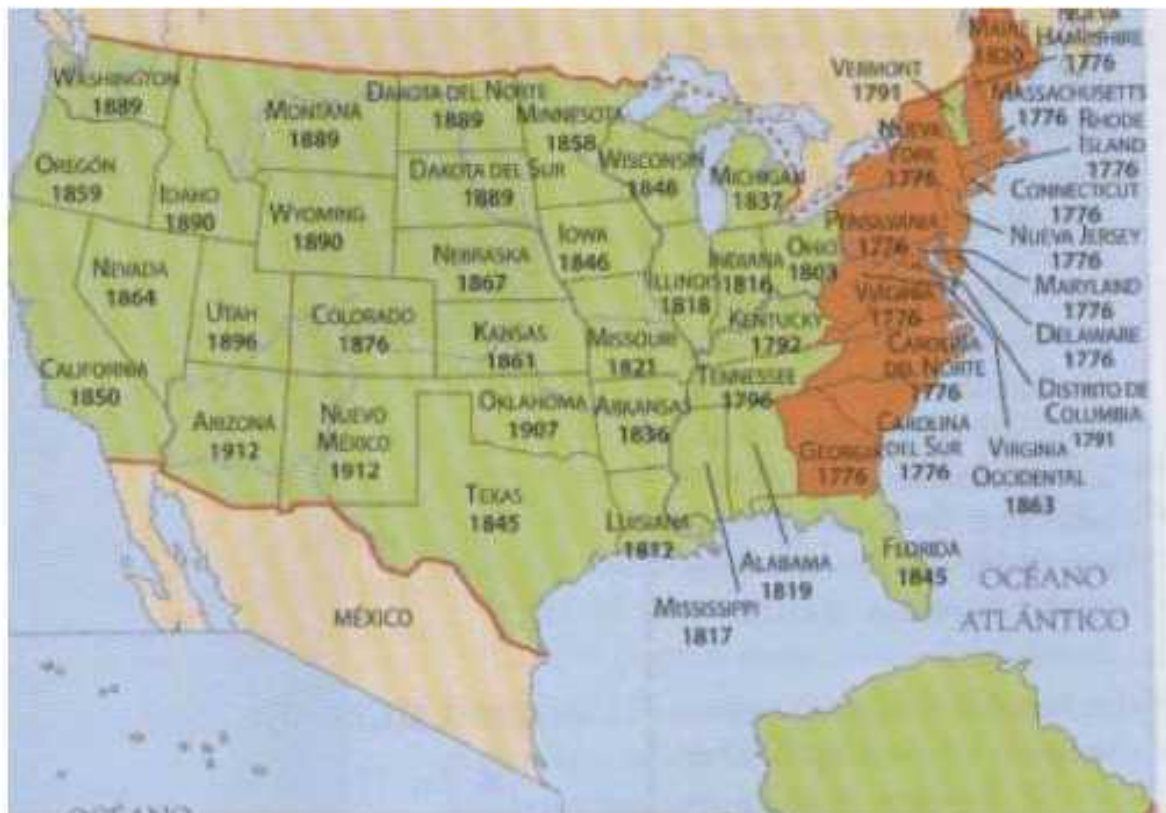 WASHINGTON
1889
MONTANA
1889
DAKOTA DEL NORTE
1889
MINNESOTA
1858
OREGÓN
1859
IDAHO
1890
WYOMING
1890
DAKOTA DEL SUR
1889
WISCONSIN
1848
MICHIGAN
1837
VERMONT
1791
MAINE
1820
NUEVA
HAMPSHIRE
1776
MASSACHUSETTS
1776
RHODE
ISLAND
1776
NUEVA
YORK
1776
CONNECTICUT
1776
NEVADA
1864
UTAH
1896
COLORADO
1876
NEBRASKA
1867
IOWA
1846
ILLINOIS
1818
INDIANA
1816
OHIO
1803
PENSILVANIA
1776
NUEVA JERSEY
1776
MARYLAND
1776
DELAWARE
1776
DISTRITO DE
COLUMBIA
1791
CALIFORNIA
1850
KANSAS
1861
MISSOURI
1821
KENTUCKY
1792
VIRGINIA
1776
VIRGINIA
OCCIDENTAL
1863
ARIZONA
1912
NUEVO
MÉXICO
1912
OKLAHOMA
1907
ARKANSAS
1836
TENNESSEE
1796
CAROLINA
DEL NORTE
1776
CAROLINA
DEL SUR
1776
GEORGIA
1776
TEXAS
1845
LUISIANA
1812
MISSISSIPPI
1817
ALABAMA
1819
FLORIDA
1845
OCÉANO
ATLÁNTICO
MÉXICO
OCÉANO